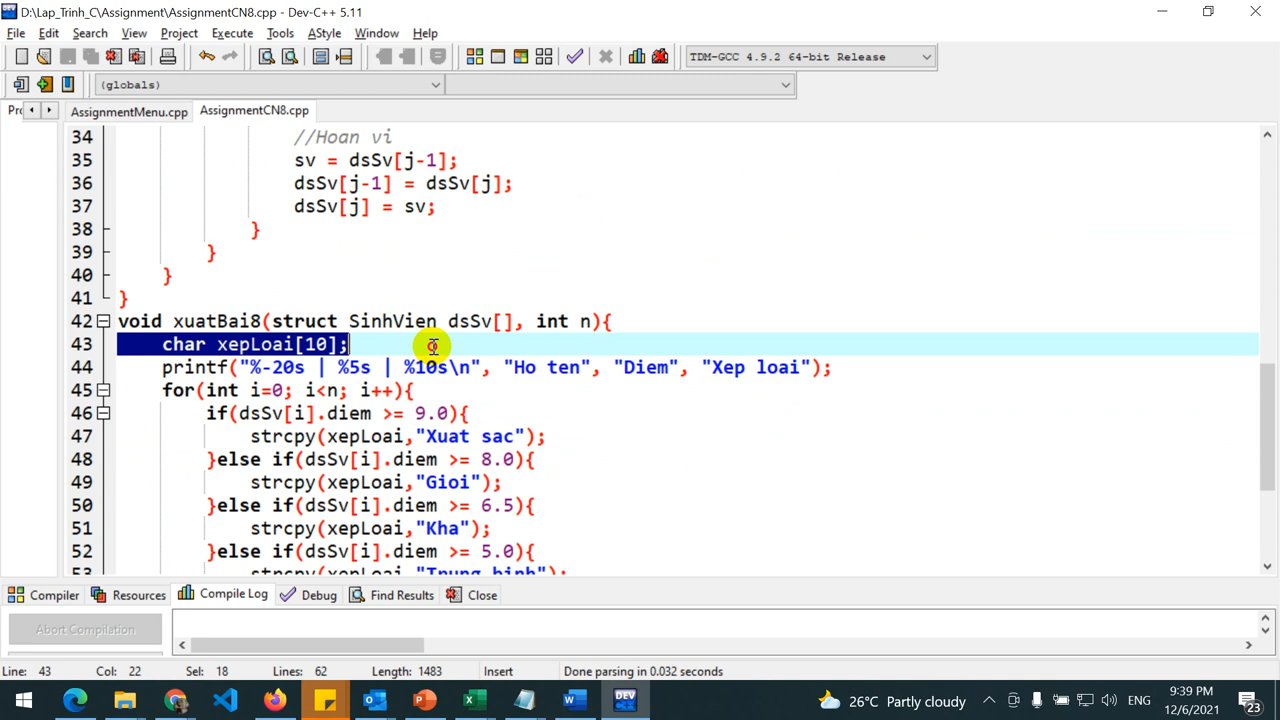 D:\Lap_Trinh_C\Assignment\AssignmentCN8.cpp - Dev-C++ 5.11
File Edit Search View Project Execute Tools AStyle Window Help
TDM-GCC 4.9.2 64-bit Release
(globals)
Prc AssignmentMenu.cpp AssignmentCN8.cpp
34 //Hoan vi
35 sv = dsSv[j-1];
36 dsSv[j-1] = dsSv[j];
37 dsSv[j] = sv;
38 }
39 }
40 }
41 }
42 void xuatBai8(struct SinhVien dsSv[], int n){
43 char xepLoai[10];
44 printf("%-20s | %5s | %10s\n", "Ho ten", "Diem", "Xep loai");
45 for(int i=0; i<n; i++){
46 if(dsSv[i].diem >= 9.0){
47 strcpy(xepLoai,"Xuat sac");
48 }else if(dsSv[i].diem >= 8.0){
49 strcpy(xepLoai,"Gioi");
50 }else if(dsSv[i].diem >= 6.5){
51 strcpy(xepLoai,"Kha");
52 }else if(dsSv[i].diem >= 5.0){
53 strcpy(xepLoai,"Trung binh");
Compiler Resources Compile Log Debug Find Results Close
Abort Compilation
Line: 43 Col: 22 Sel: 18 Lines: 62 Length: 1483 Insert Done parsing in 0.032 seconds
DEV
26°C Partly cloudy ENG 9:39 PM
12/6/2021 23